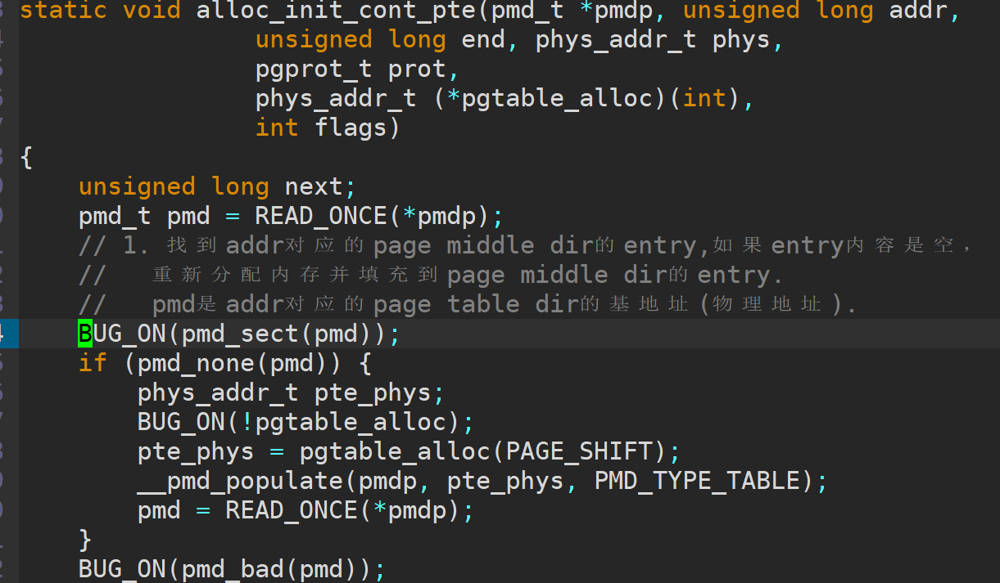 static void alloc_init_cont_pte(pmd_t *pmdp, unsigned long addr,
unsigned long end, phys_addr_t phys,
pgprot_t prot,
phys_addr_t (*pgtable_alloc)(int),
int flags)
{
unsigned long next;
pmd_t pmd = READ_ONCE(*pmdp);
// 1. 找到addr对应的page middle dir的entry,如果entry内容是空，
//   重新分配内存并填充到page middle dir的entry.
//   pmd是addr对应的page table dir的基地址(物理地址).
BUG_ON(pmd_sect(pmd));
if (pmd_none(pmd)) {
phys_addr_t pte_phys;
BUG_ON(!pgtable_alloc);
pte_phys = pgtable_alloc(PAGE_SHIFT);
__pmd_populate(pmdp, pte_phys, PMD_TYPE_TABLE);
pmd = READ_ONCE(*pmdp);
}
BUG_ON(pmd_bad(pmd));